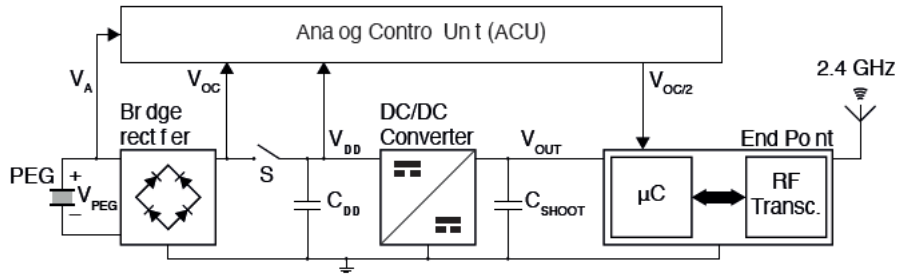 Ana og Contro Un t (ACU)
V_A
V_OC
V_OC/2
2.4 GHz
Br dge
rect f er
DC/DC
Converter
V_DD
V_OUT
End Po nt
PEG
+
V_PEG
–
S
C_DD
C_SHOOT
µC
RF
Transc.